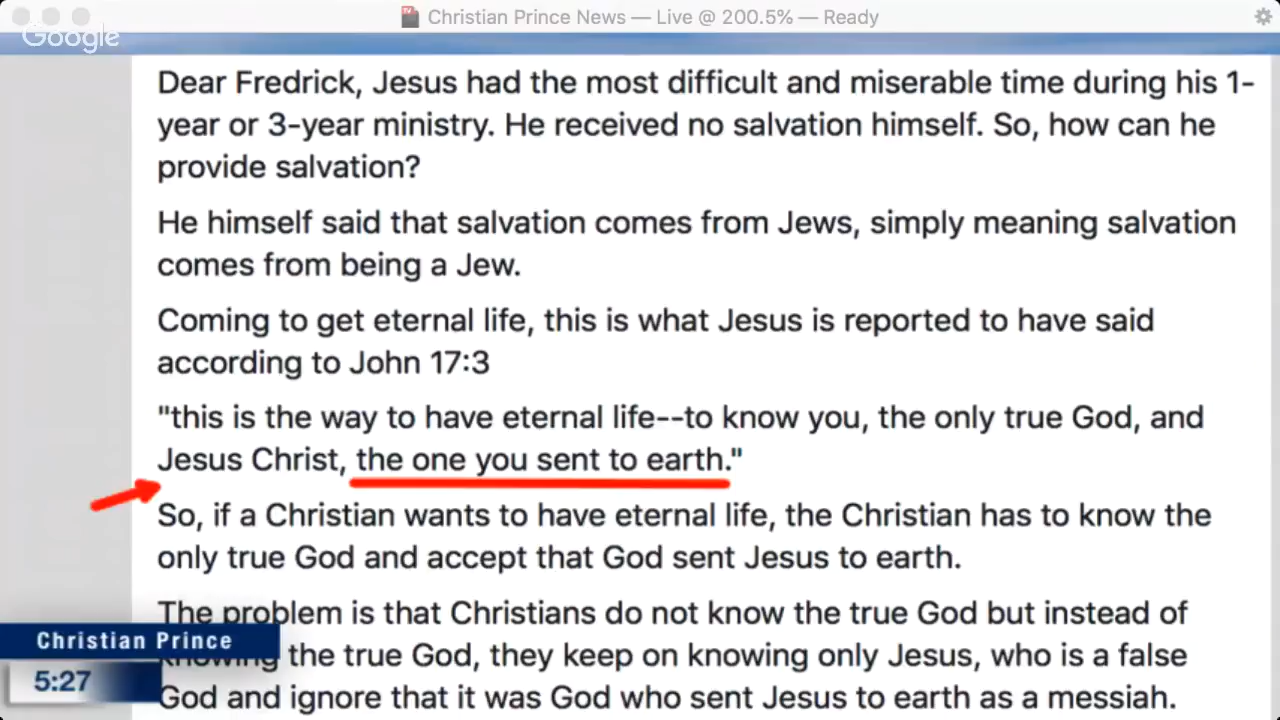 Christian Prince News — Live @ 200.5% — Ready
Google
Dear Fredrick, Jesus had the most difficult and miserable time during his 1-
year or 3-year ministry. He received no salvation himself. So, how can he
provide salvation?
He himself said that salvation comes from Jews, simply meaning salvation
comes from being a Jew.
Coming to get eternal life, this is what Jesus is reported to have said
according to John 17:3
"this is the way to have eternal life--to know you, the only true God, and
Jesus Christ, the one you sent to earth."
So, if a Christian wants to have eternal life, the Christian has to know the
only true God and accept that God sent Jesus to earth.
The problem is that Christians do not know the true God but instead of
knowing the true God, they keep on knowing only Jesus, who is a false
God and ignore that it was God who sent Jesus to earth as a messiah.
Christian Prince
5:27